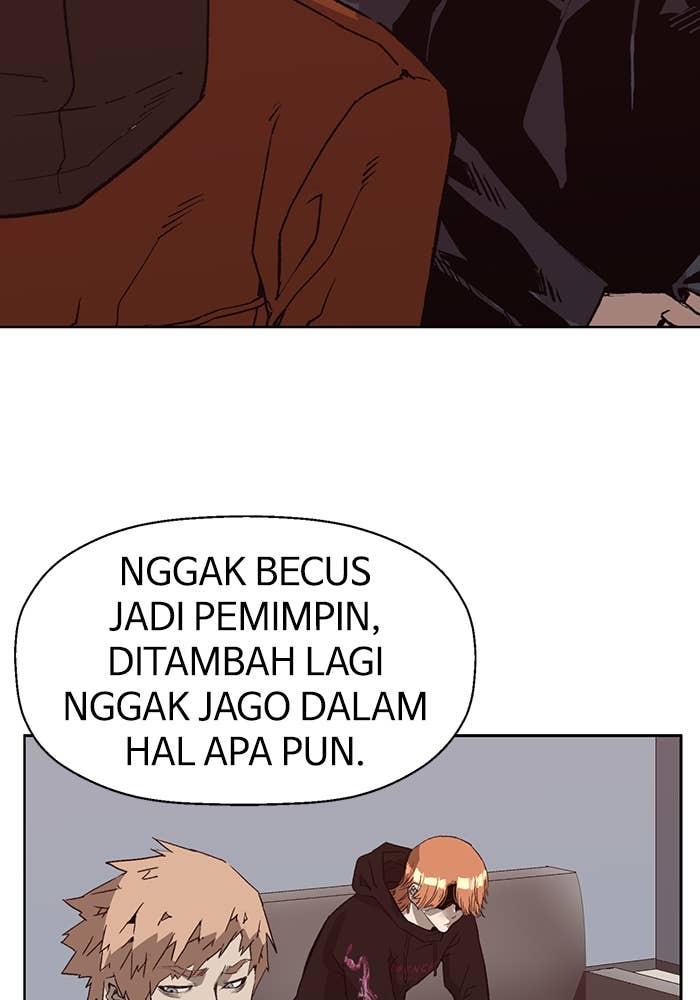 NGGAK BECUS
JADI PEMIMPIN,
DITAMBAH LAGI
NGGAK JAGO DALAM
HAL APA PUN.